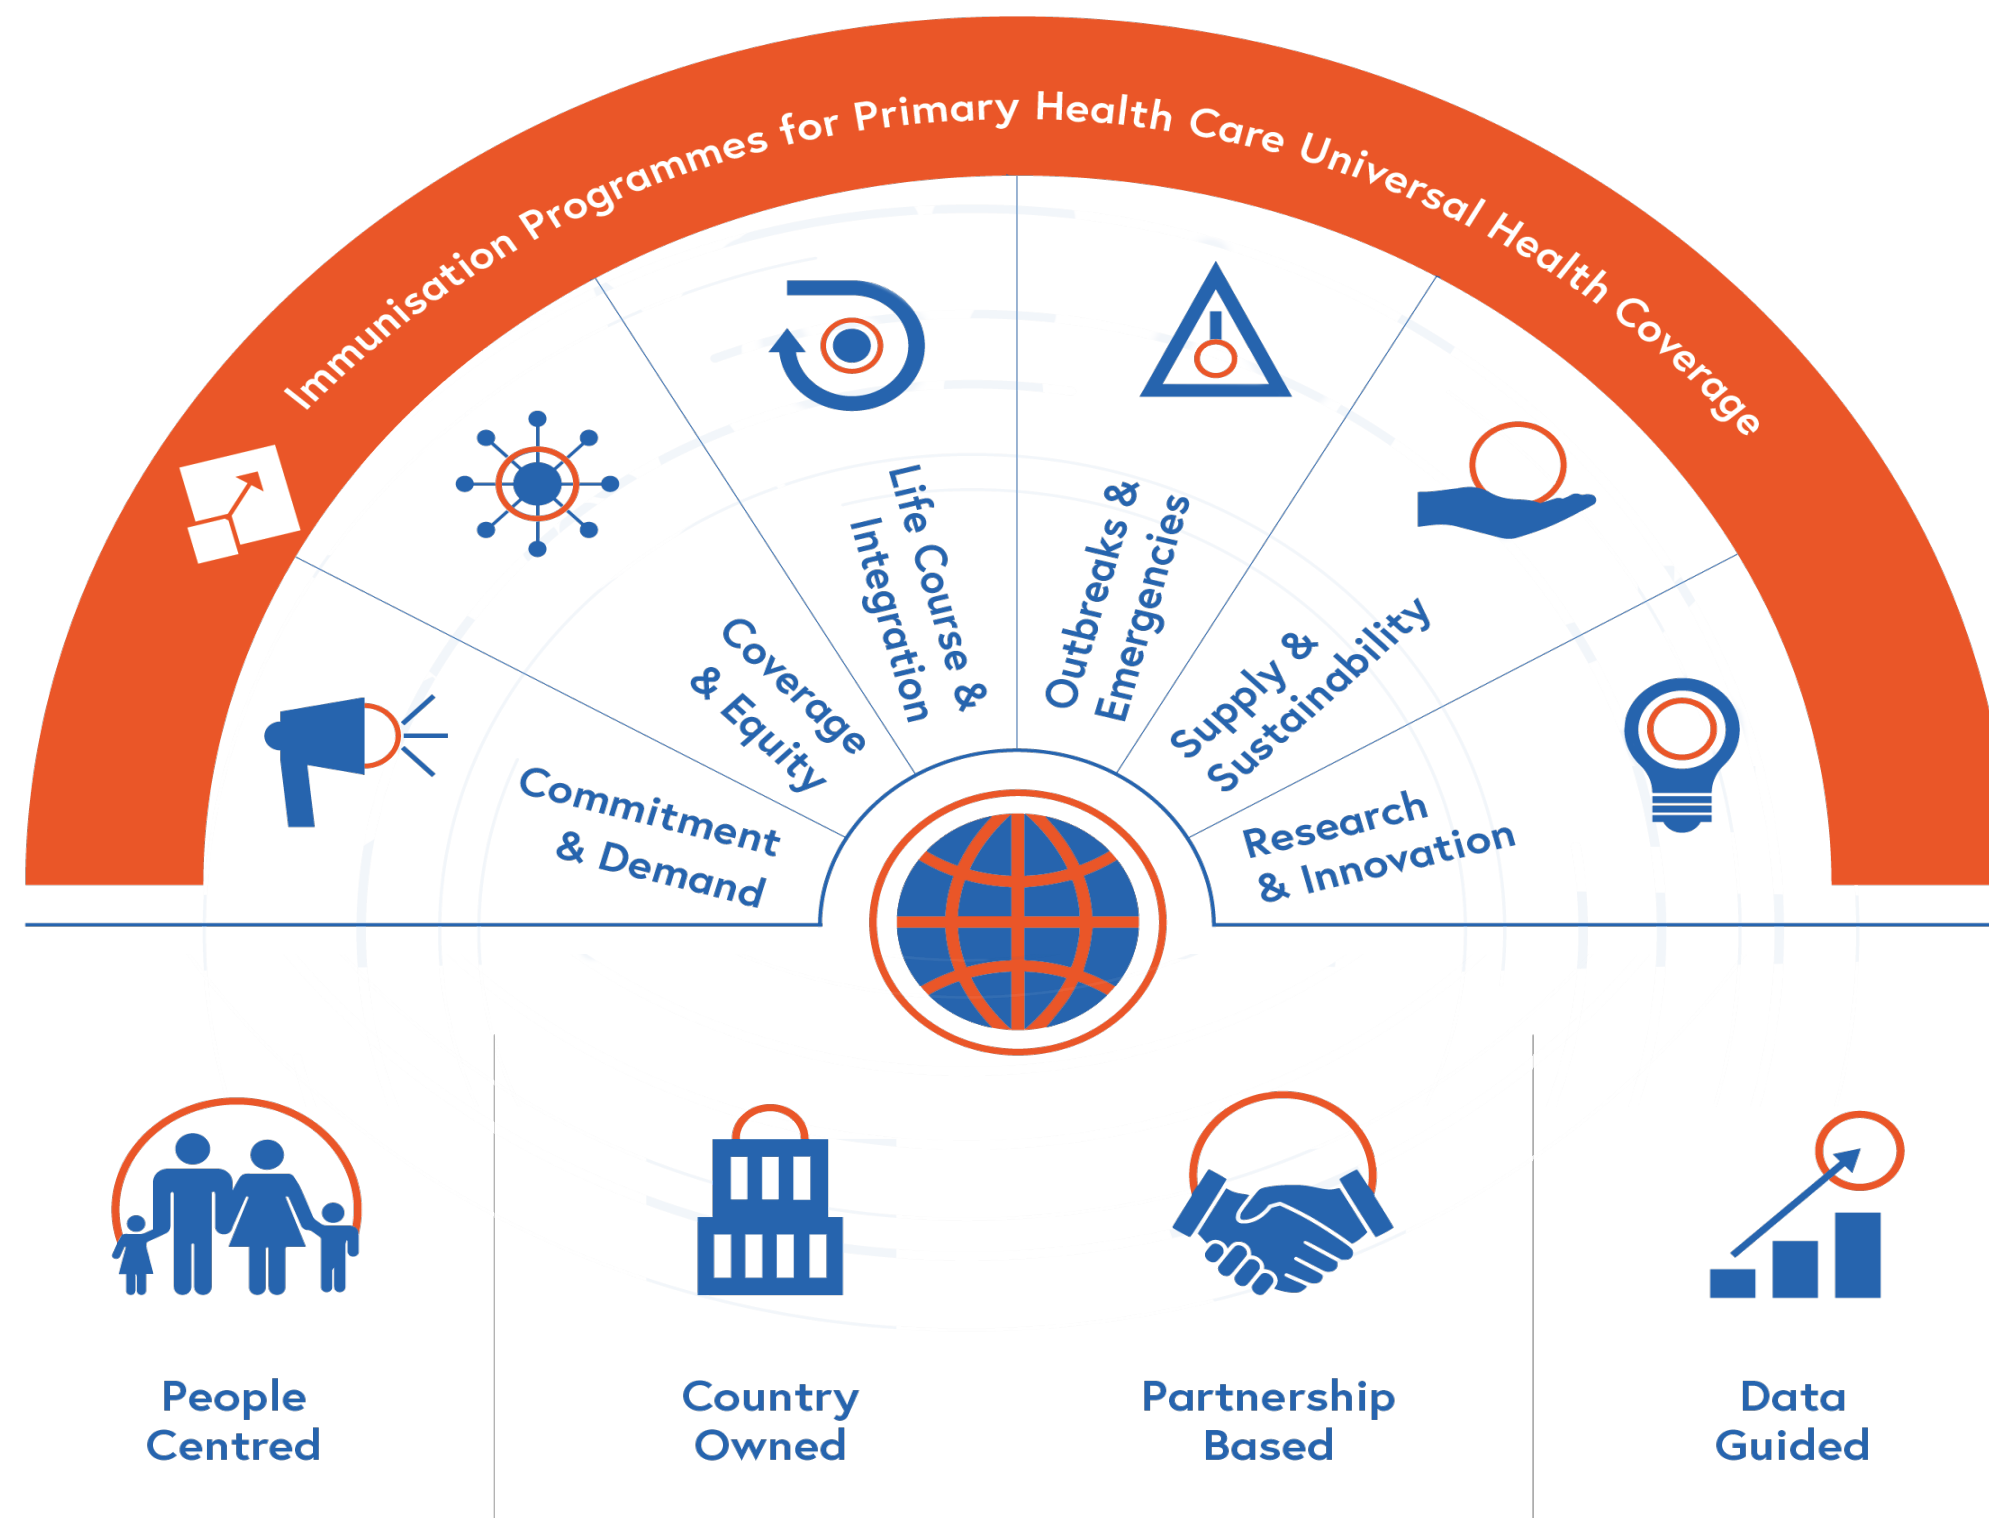 Immunisation Programmes for Primary Health Care Universal Health Coverage
Commitment
& Demand
Coverage
& Equity
Life Course &
Integration
Outbreaks &
Emergencies
Supply &
Sustainability
Research
& Innovation
People
Centred
Country
Owned
Partnership
Based
Data
Guided